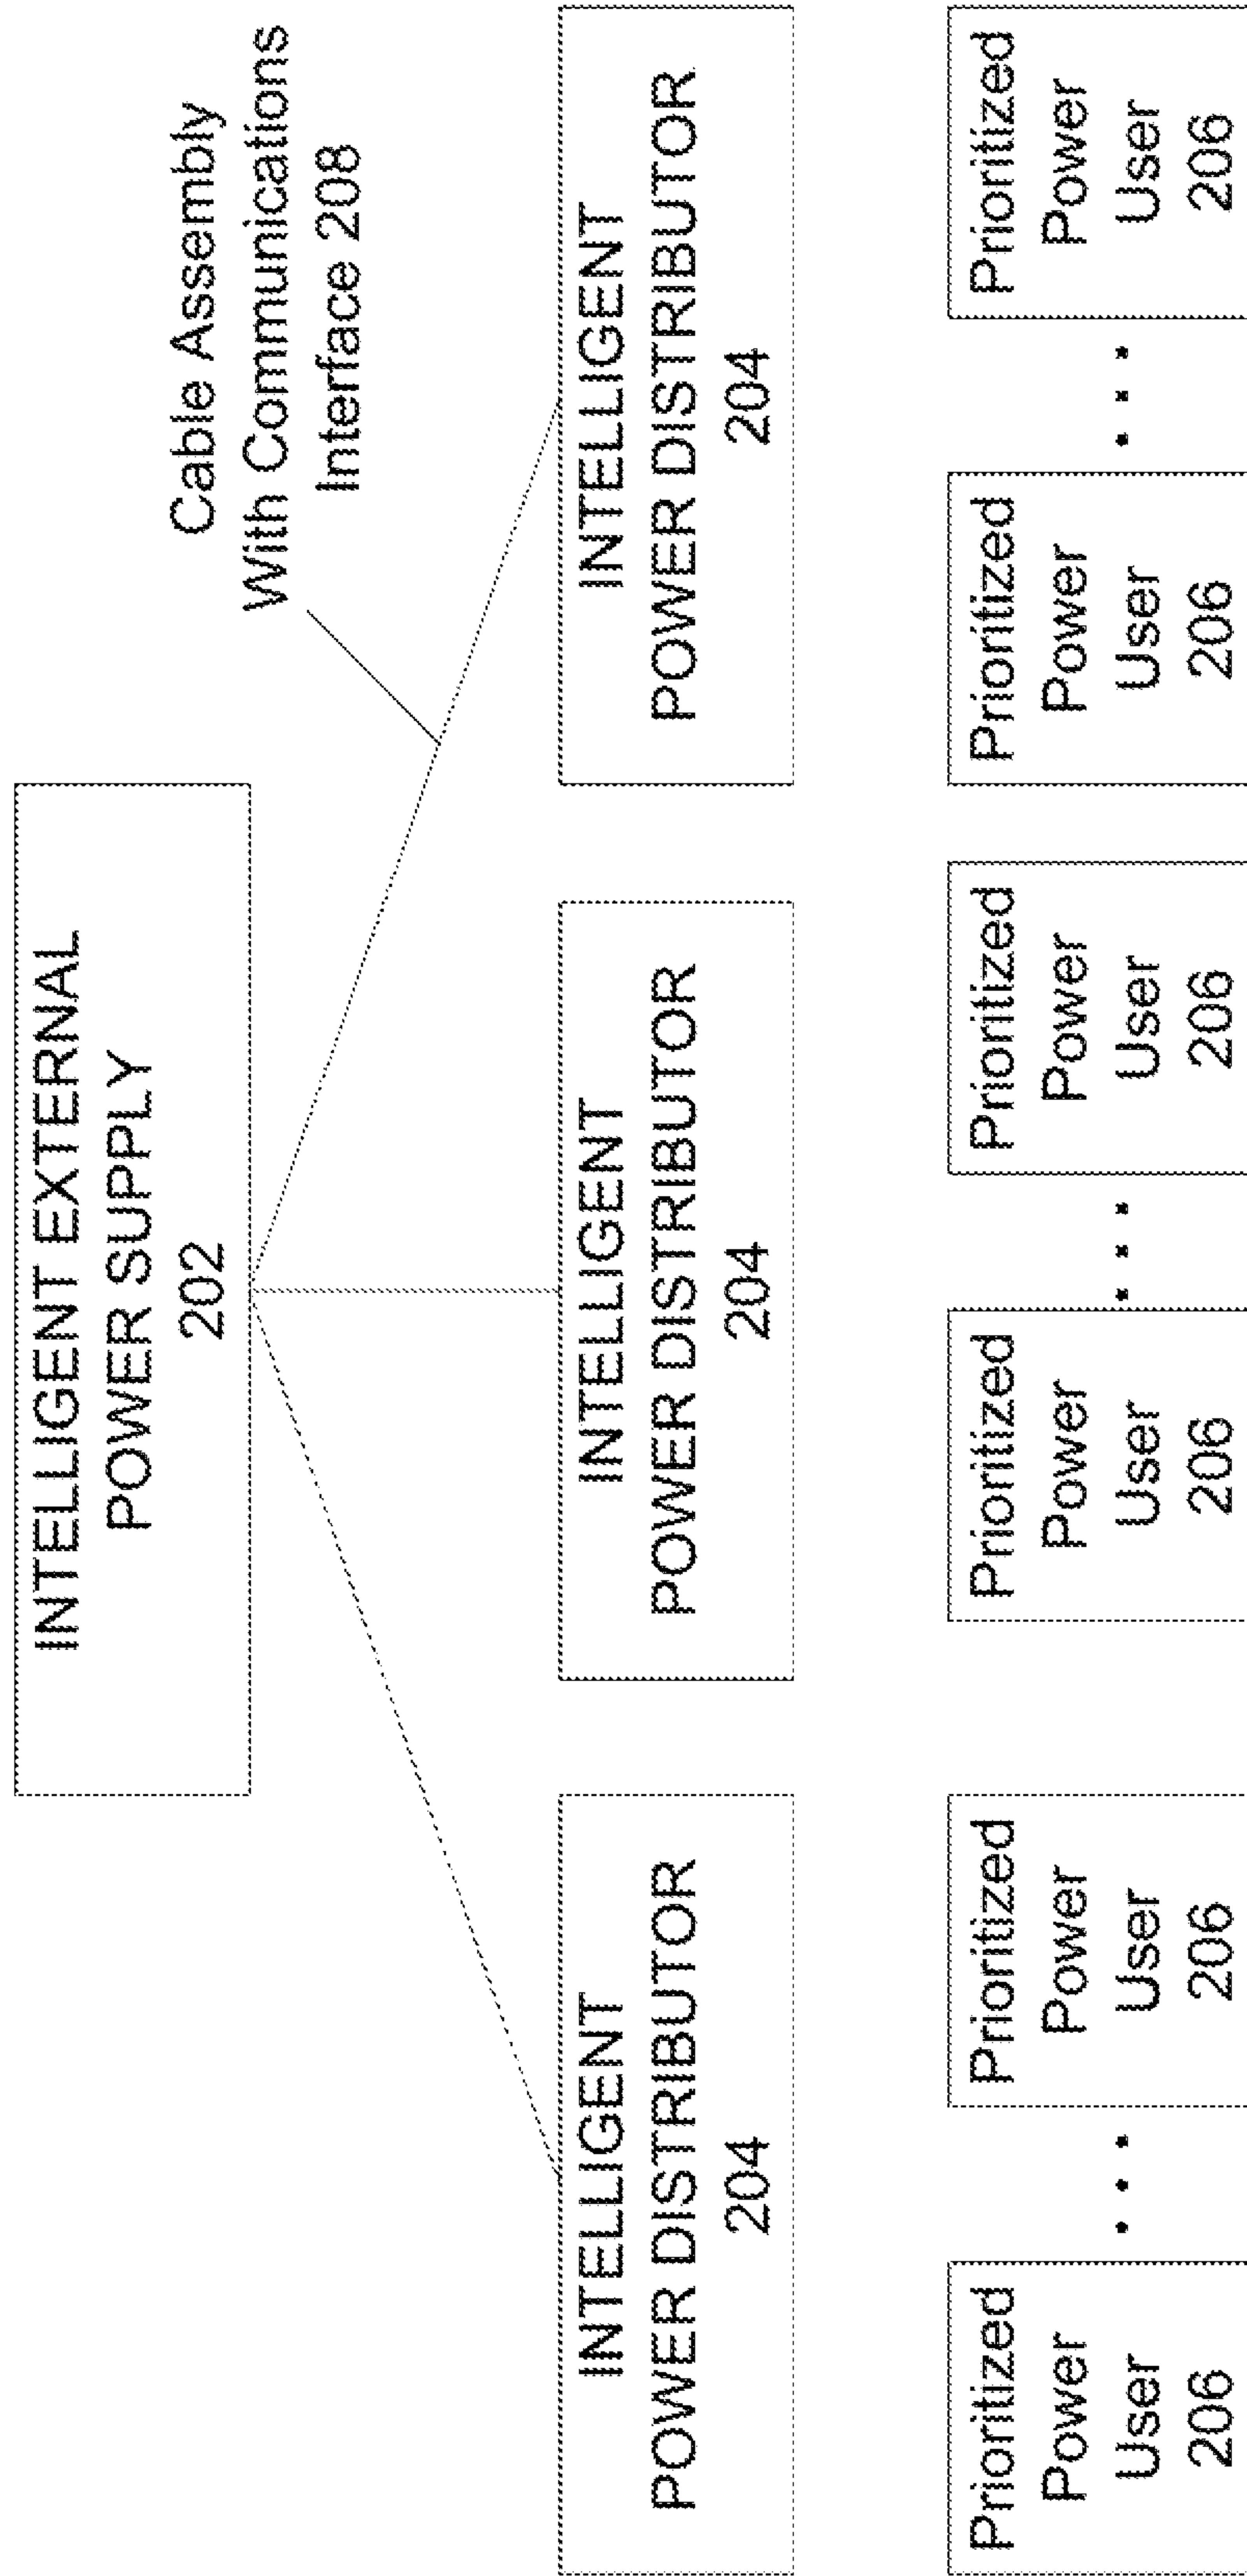 INTELLIGENT EXTERNAL
POWER SUPPLY
202
Cable Assembly
With Communications
Interface 208
INTELLIGENT
POWER DISTRIBUTOR
204
INTELLIGENT
POWER DISTRIBUTOR
204
INTELLIGENT
POWER DISTRIBUTOR
204
Prioritized
Power
User
206
Prioritized
Power
User
206
Prioritized
Power
User
206
Prioritized
Power
User
206
Prioritized
Power
User
206
Prioritized
Power
User
206